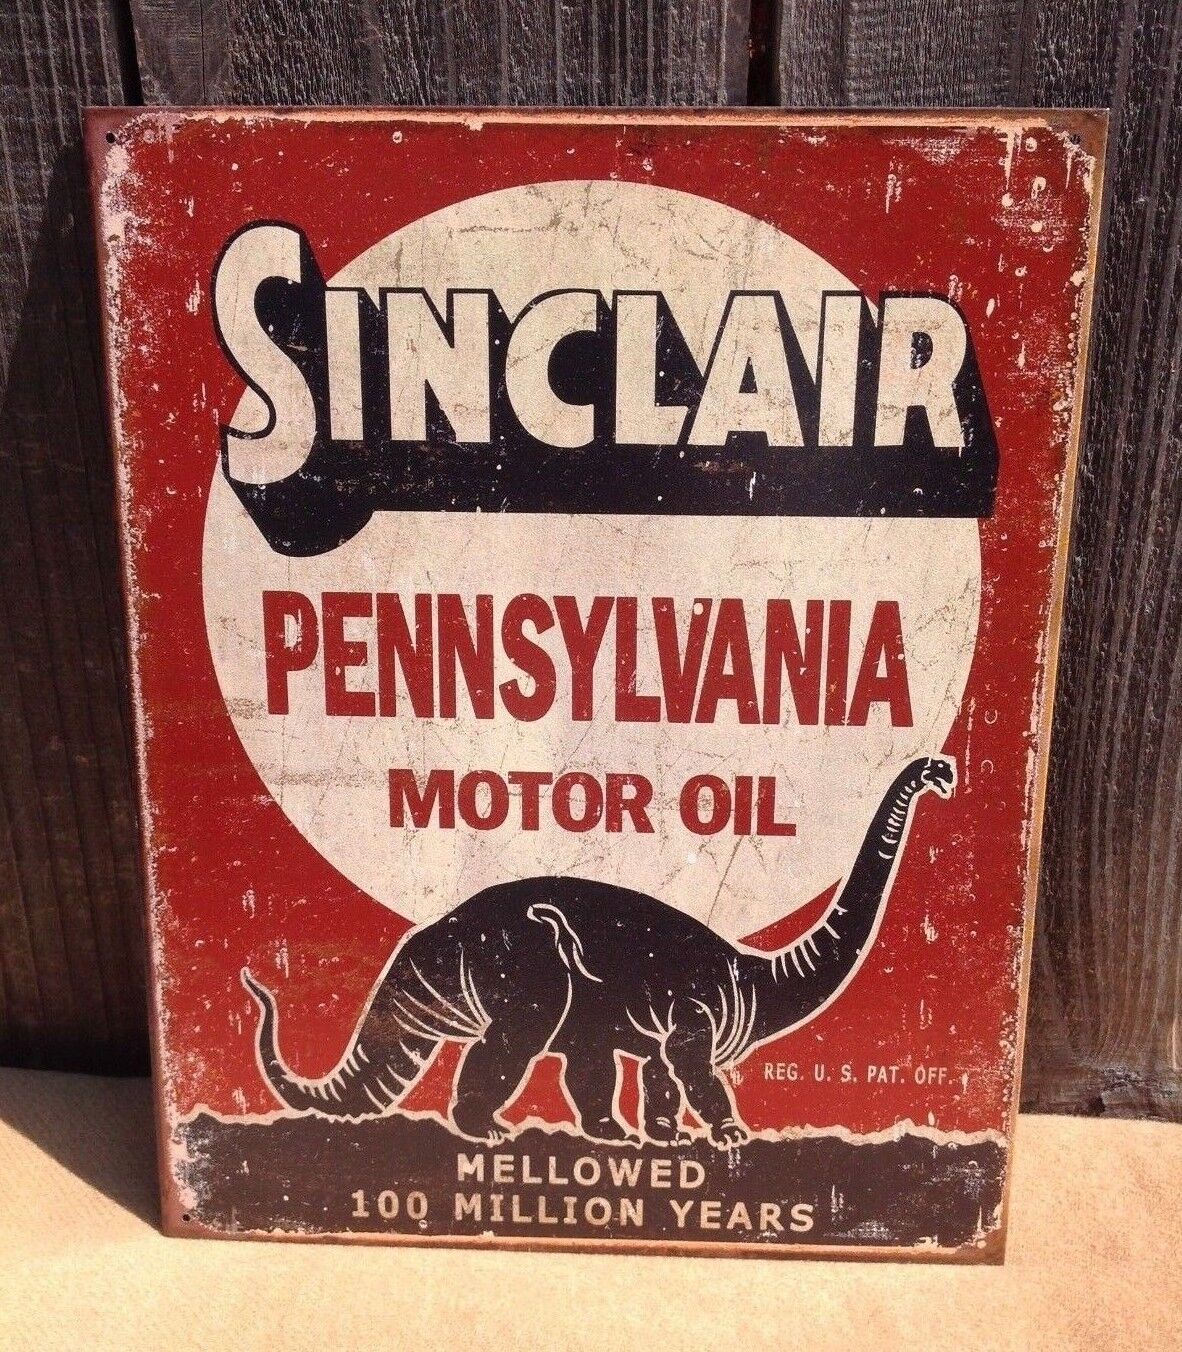 SINCLAIR
PENNSYLVANIA
MOTOR OIL
REG. U. S. PAT. OFF.
MELLOWED
100 MILLION YEARS